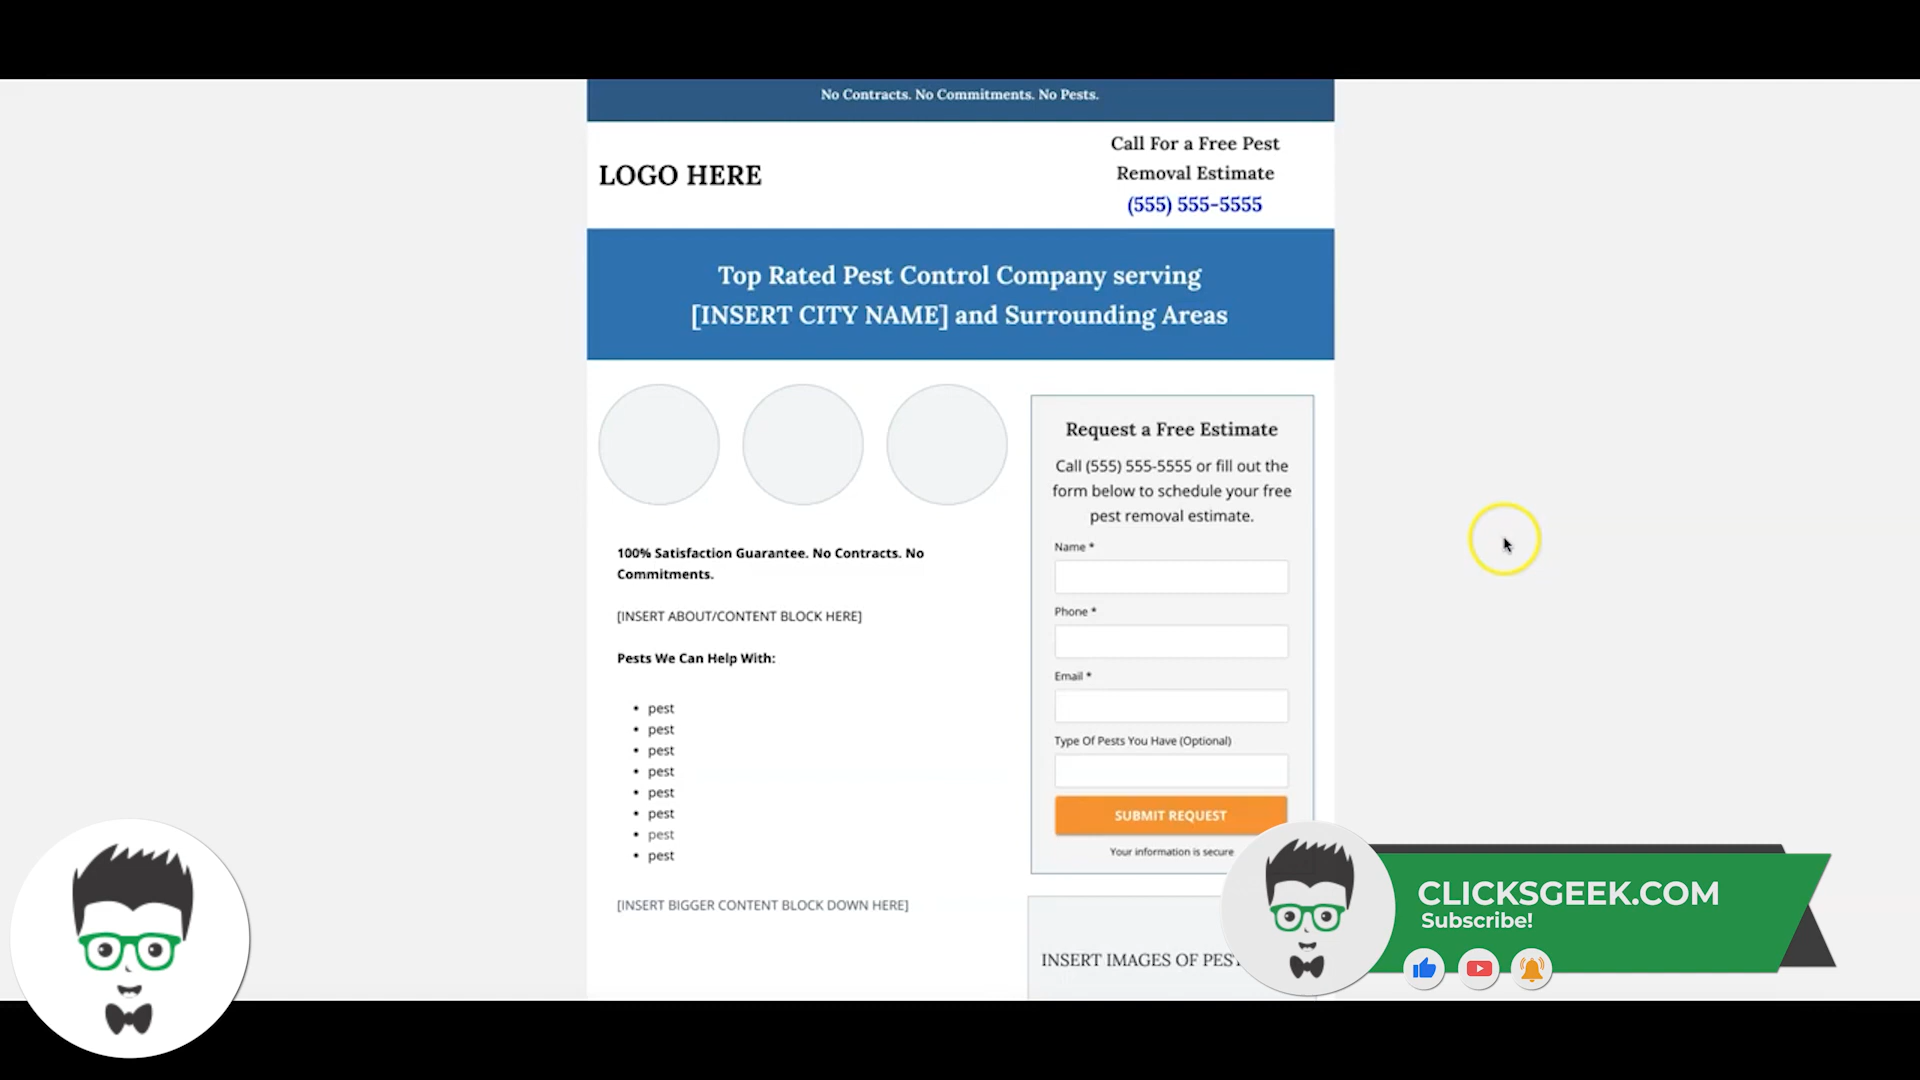 No Contracts. No Commitments. No Pests.
LOGO HERE
Call For a Free Pest
Removal Estimate
(555) 555-5555
Top Rated Pest Control Company serving
[INSERT CITY NAME] and Surrounding Areas
100% Satisfaction Guarantee. No Contracts. No
Commitments.
[INSERT ABOUT/CONTENT BLOCK HERE]
Pests We Can Help With:
• pest
• pest
• pest
• pest
• pest
• pest
• pest
• pest
[INSERT BIGGER CONTENT BLOCK DOWN HERE]
Request a Free Estimate
Call (555) 555-5555 or fill out the
form below to schedule your free
pest removal estimate.
Name *
Phone *
Email *
Type Of Pests You Have (Optional)
SUBMIT REQUEST
Your information is secure
INSERT IMAGES OF
CLICKSGEEK.COM
Subscribe!